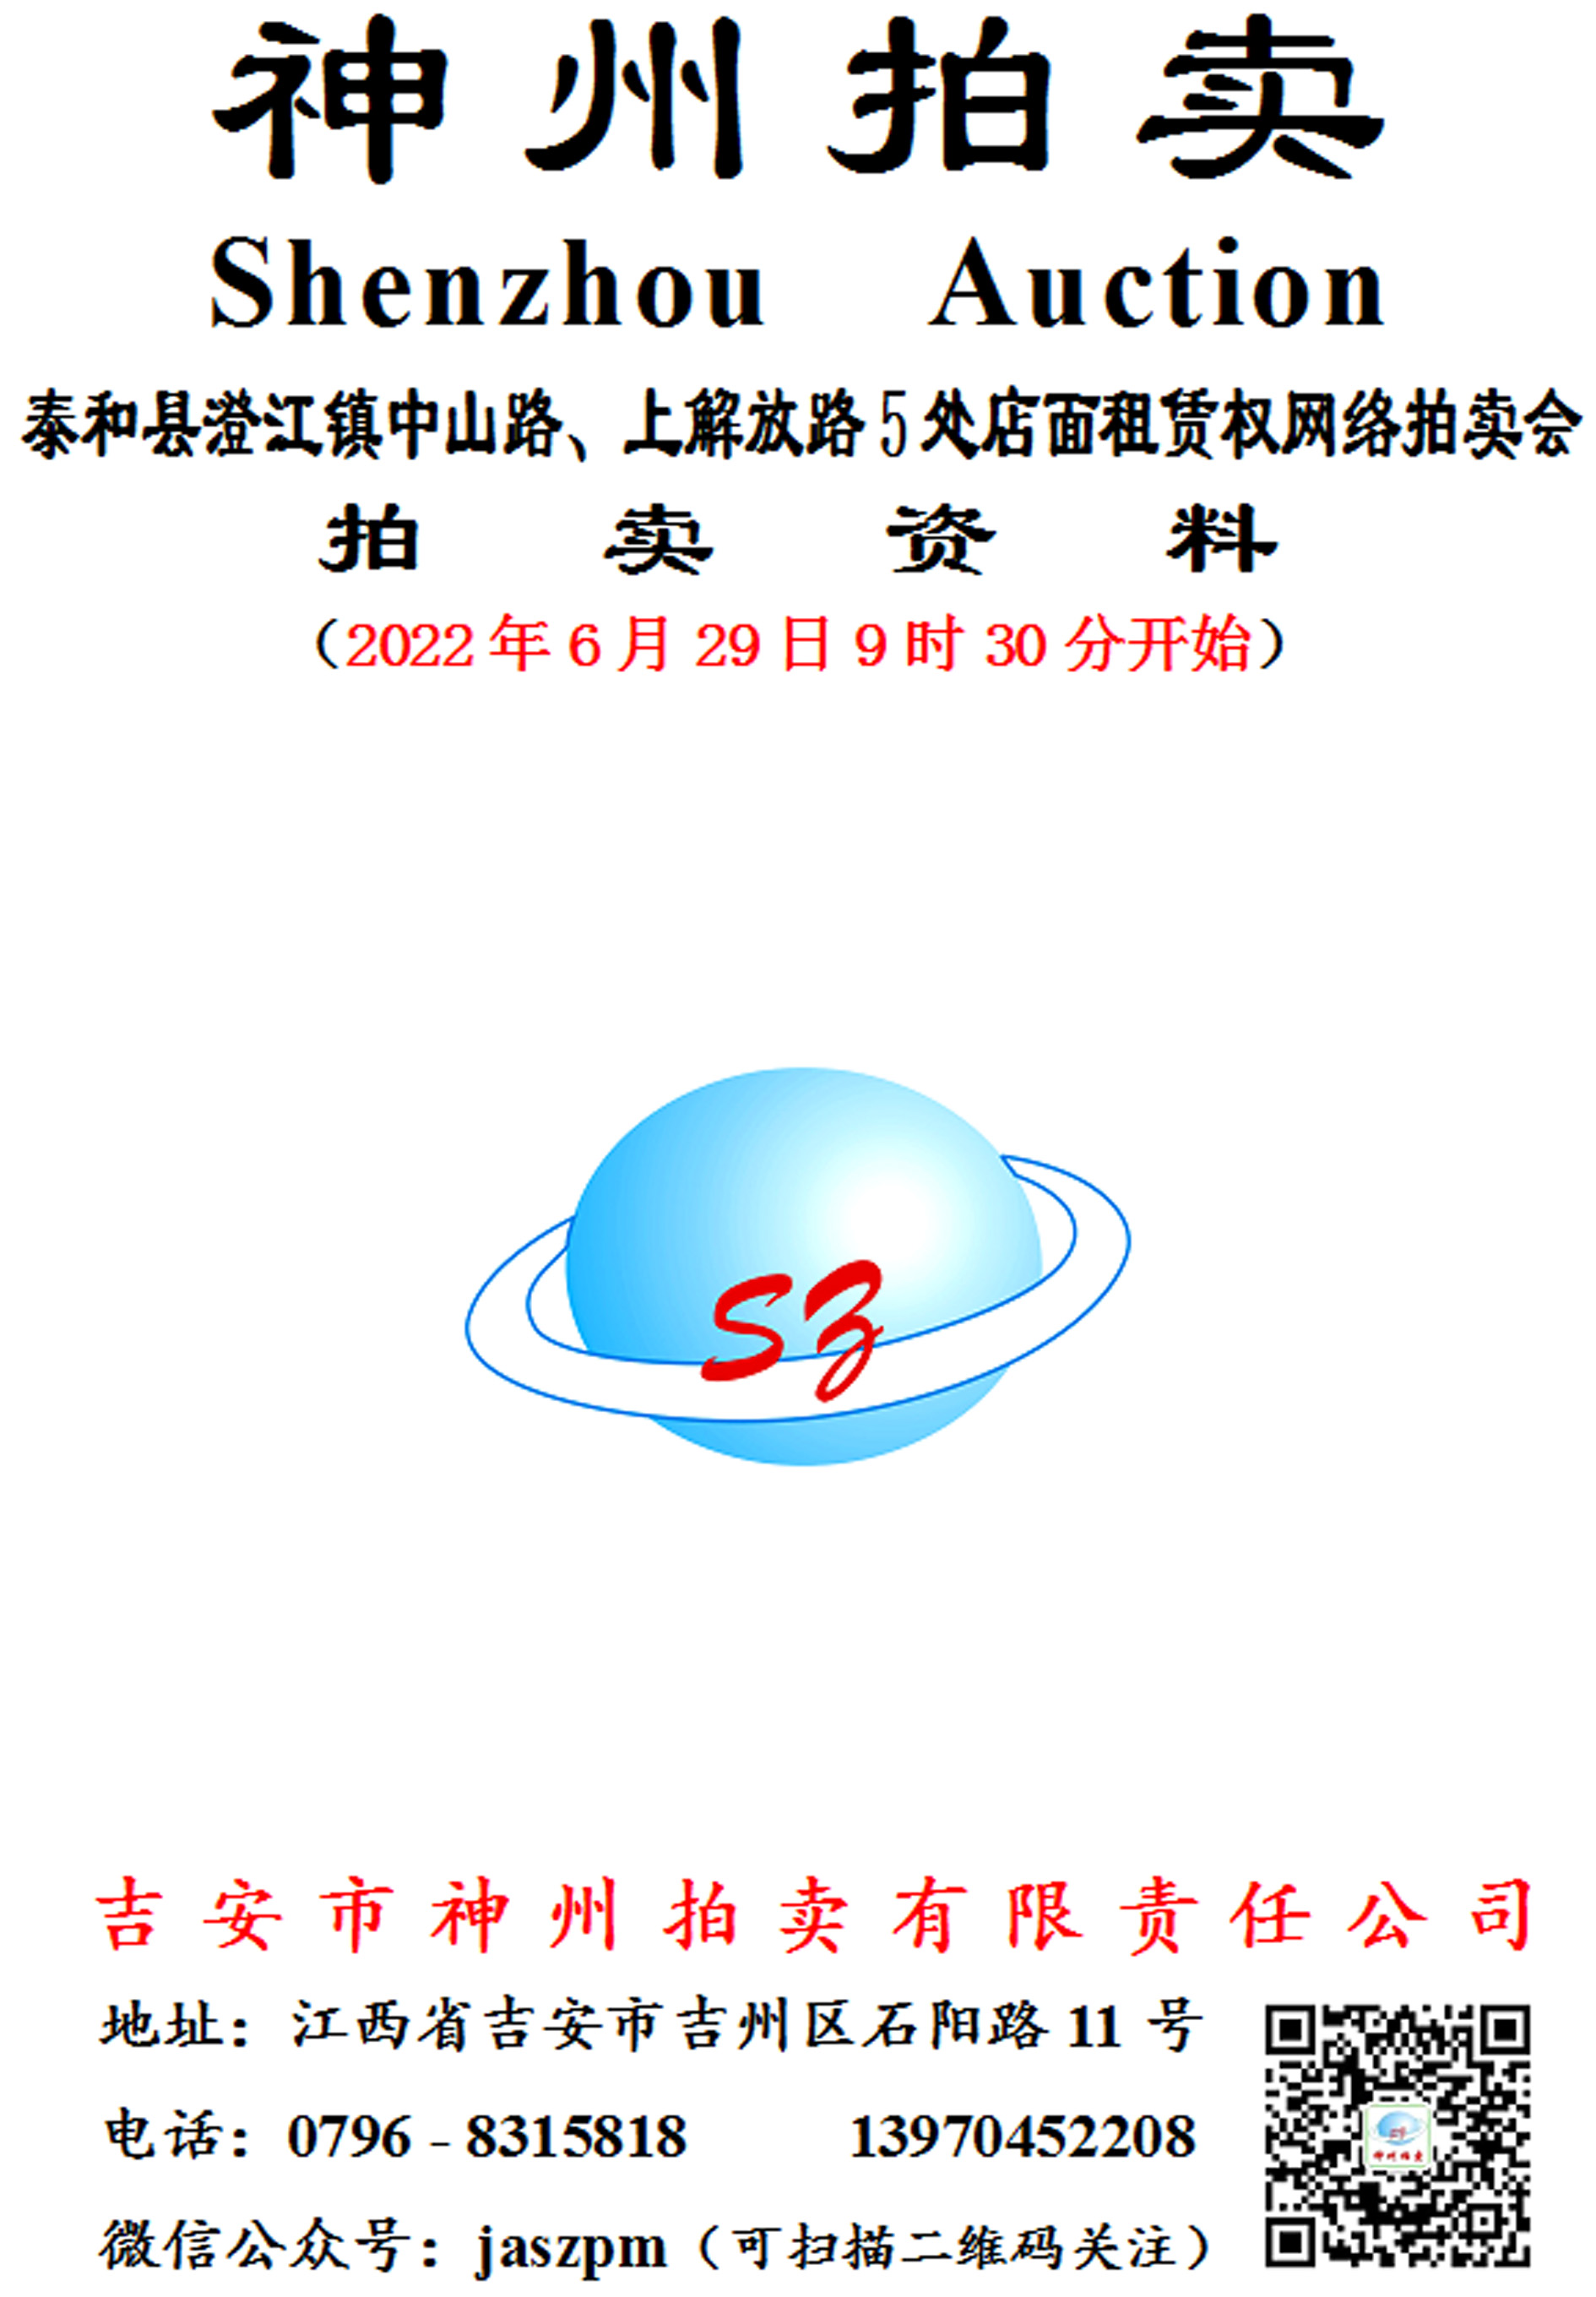 神州拍卖
Shenzhou Auction
泰和县澄江镇中山路、上解放路5处店面租赁权网络拍卖会
拍卖资料
（2022年6月29日9时30分开始）
SZ
吉安市神州拍卖有限责任公司
地址：江西省吉安市吉州区石阳路11号
电话：0796-8315818 13970452208
微信公众号：jaszpm（可扫描二维码关注）
神州拍卖